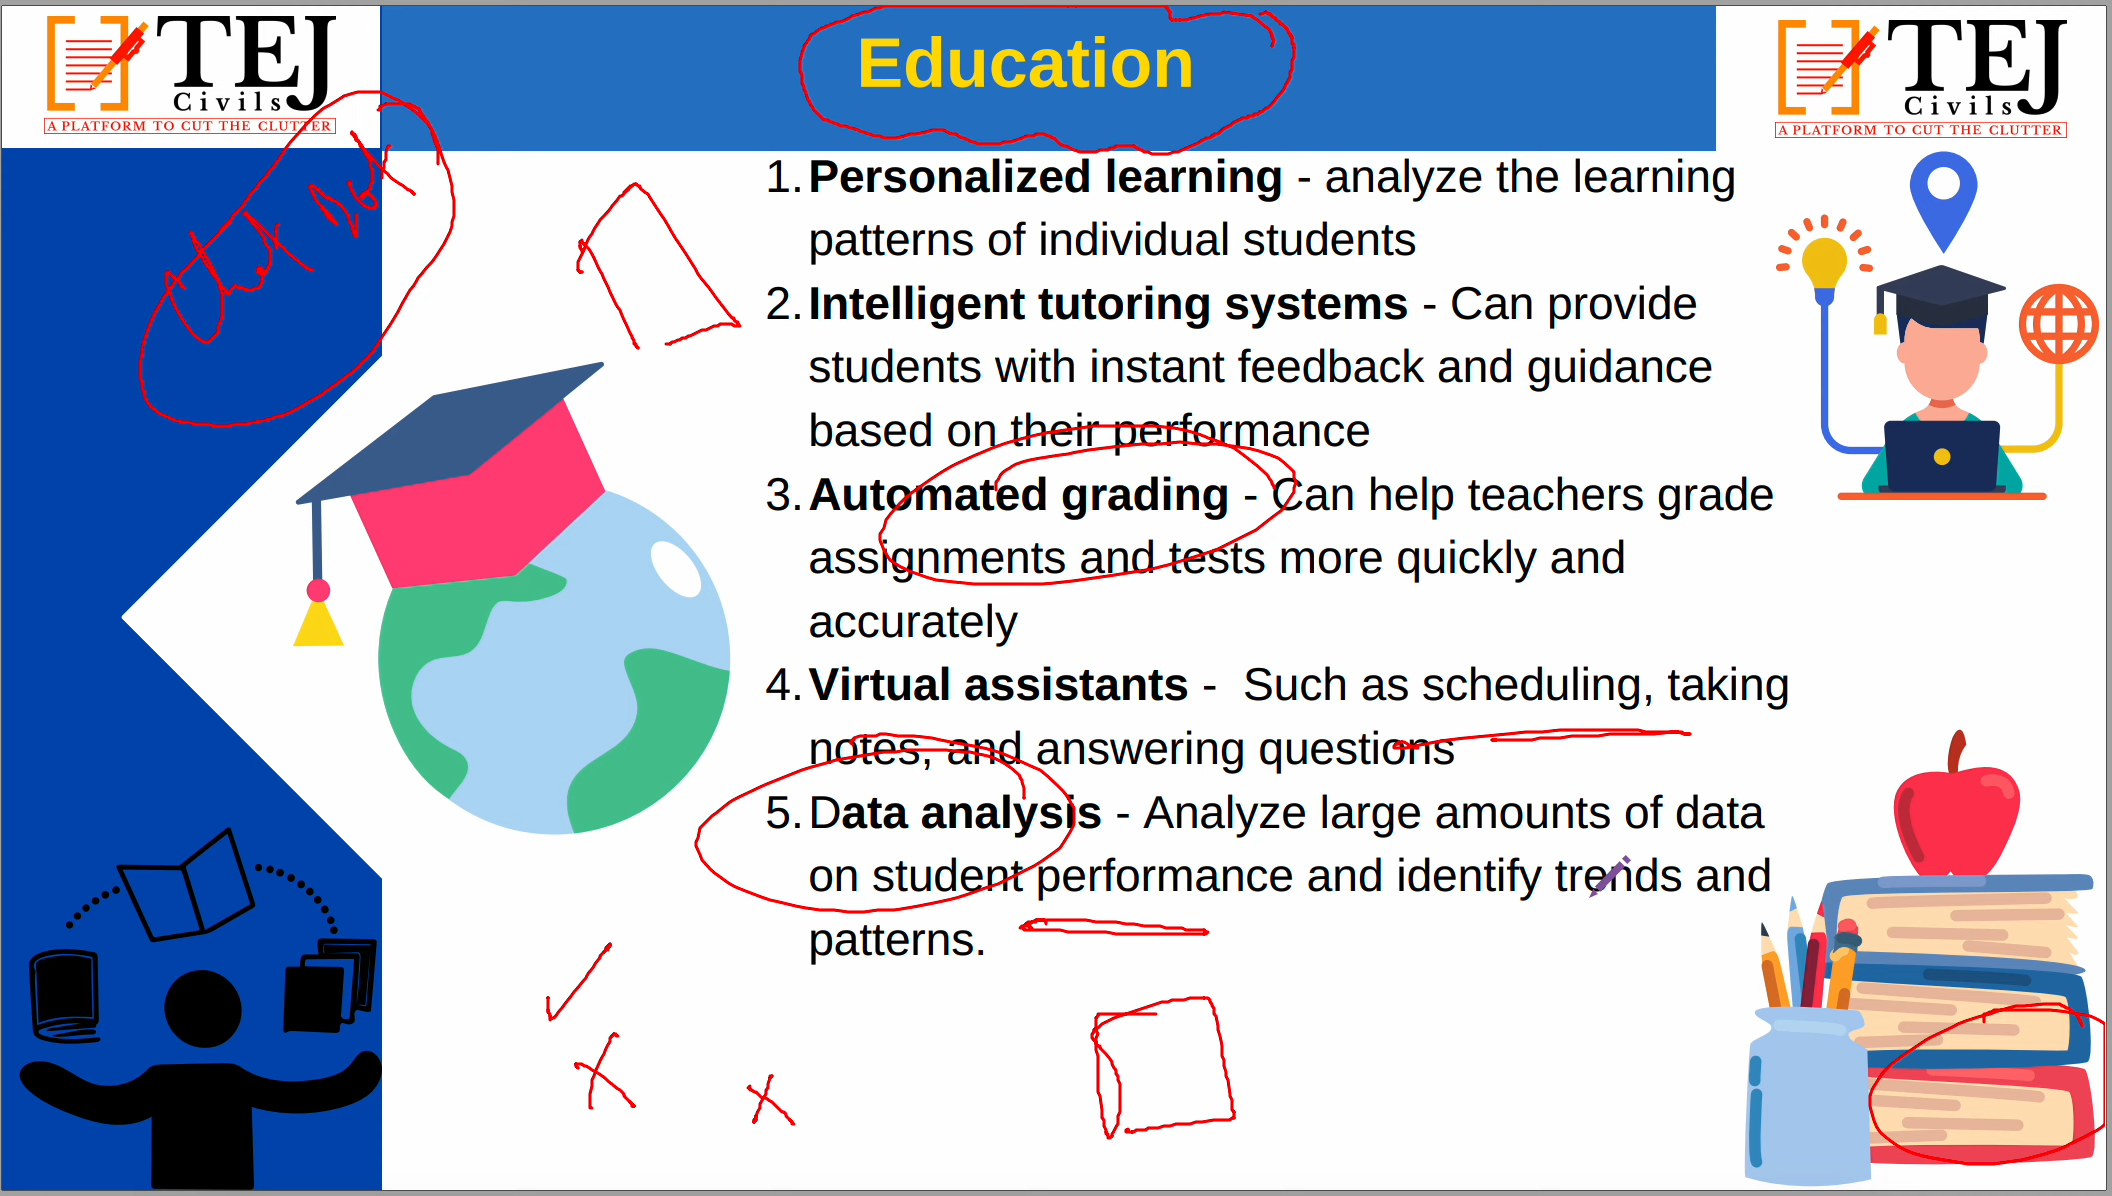 TEJ
Civils
A PLATFORM TO CUT THE CLUTTER
Education
TEJ
Civils
A PLATFORM TO CUT THE CLUTTER
1. Personalized learning - analyze the learning
patterns of individual students
2. Intelligent tutoring systems - Can provide
students with instant feedback and guidance
based on their performance
3. Automated grading - Can help teachers grade
assignments and tests more quickly and
accurately
4. Virtual assistants -  Such as scheduling, taking
notes, and answering questions
5. Data analysis - Analyze large amounts of data
on student performance and identify trends and
patterns.